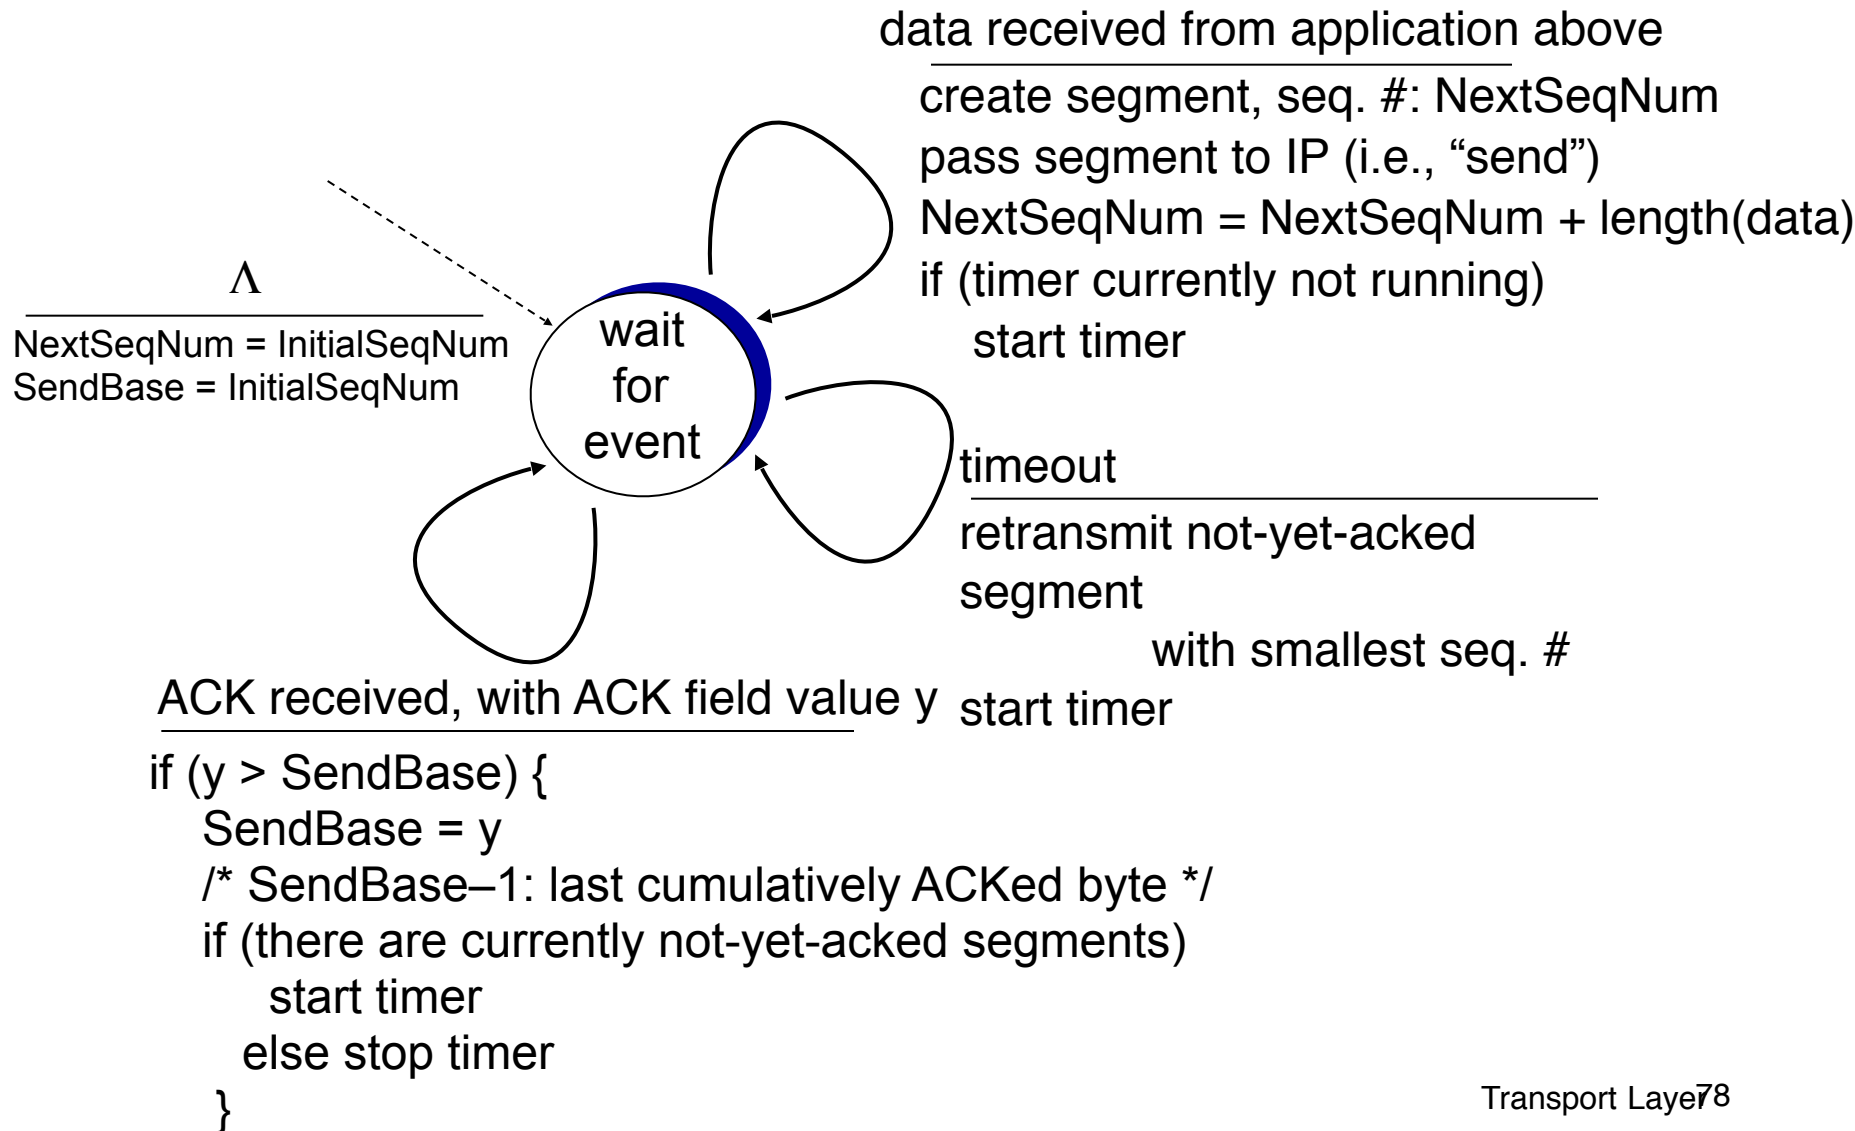 data received from application above
create segment, seq. #: NextSeqNum
pass segment to IP (i.e., “send”)
NextSeqNum = NextSeqNum + length(data)
if (timer currently not running)
start timer
Λ
NextSeqNum = InitialSeqNum
SendBase = InitialSeqNum
wait
for
event
timeout
retransmit not-yet-acked
segment
with smallest seq. #
start timer
ACK received, with ACK field value y
if (y > SendBase) {
SendBase = y
/* SendBase–1: last cumulatively ACKed byte */
if (there are currently not-yet-acked segments)
start timer
else stop timer
}
Transport Layer 78